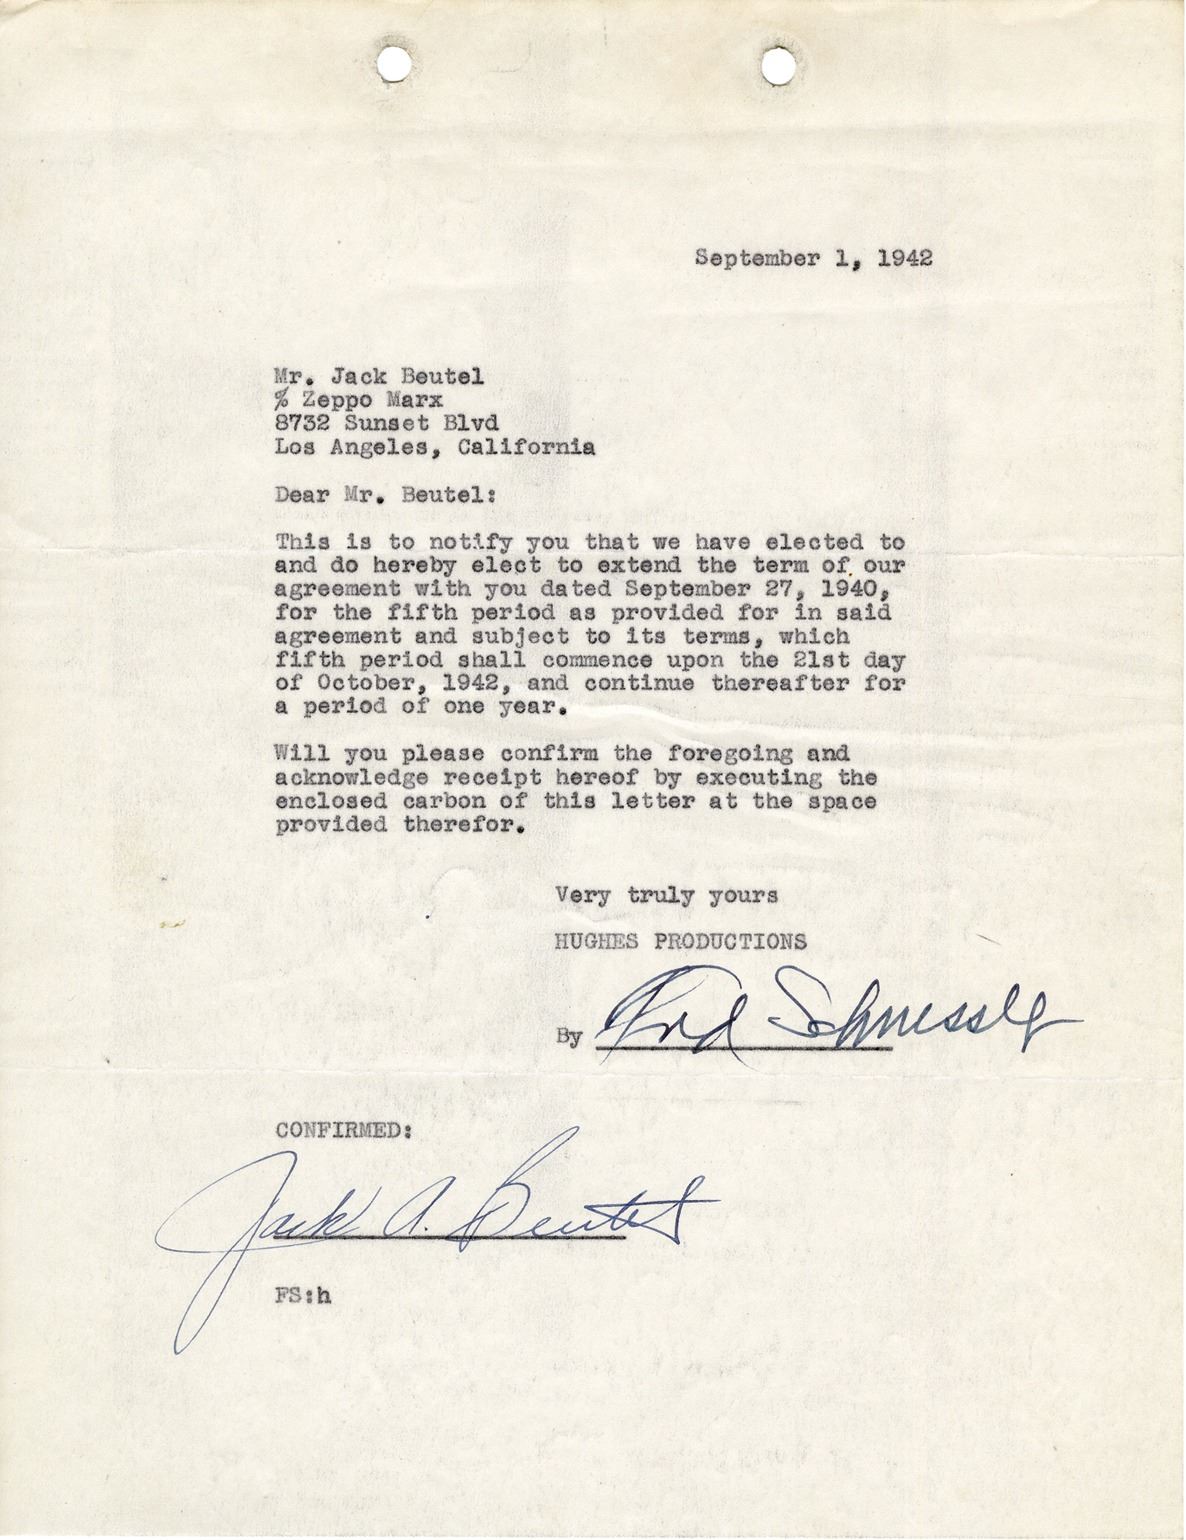 September 1, 1942
Mr. Jack Beutel
% Zeppo Marx
8732 Sunset Blvd
Los Angeles, California
Dear Mr. Beutel:
This is to notify you that we have elected to
and do hereby elect to extend the term of our
agreement with you dated September 27, 1940,
for the fifth period as provided for in said
agreement and subject to its terms, which
fifth period shall commence upon the 21st day
of October, 1942, and continue thereafter for
a period of one year.
Will you please confirm the foregoing and
acknowledge receipt hereof by executing the
enclosed carbon of this letter at the space
provided therefor.
Very truly yours
HUGHES PRODUCTIONS
By Fred Schuessler
CONFIRMED:
Jack A. Beutel
FS:h